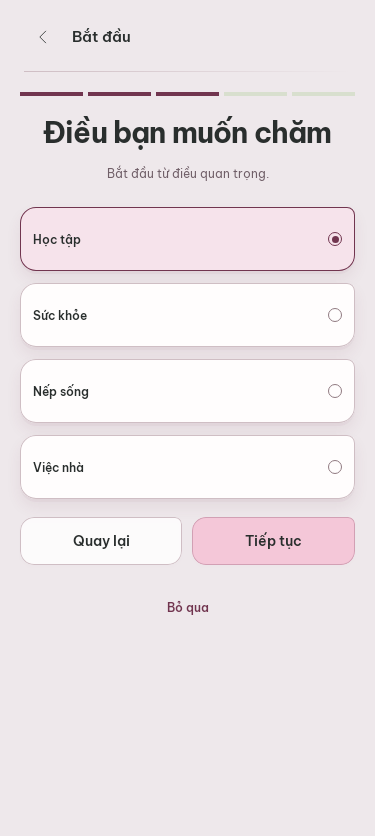 Bắt đầu
Điều bạn muốn chăm
Bắt đầu từ điều quan trọng.
Học tập
Sức khỏe
Nếp sống
Việc nhà
Quay lại
Tiếp tục
Bỏ qua